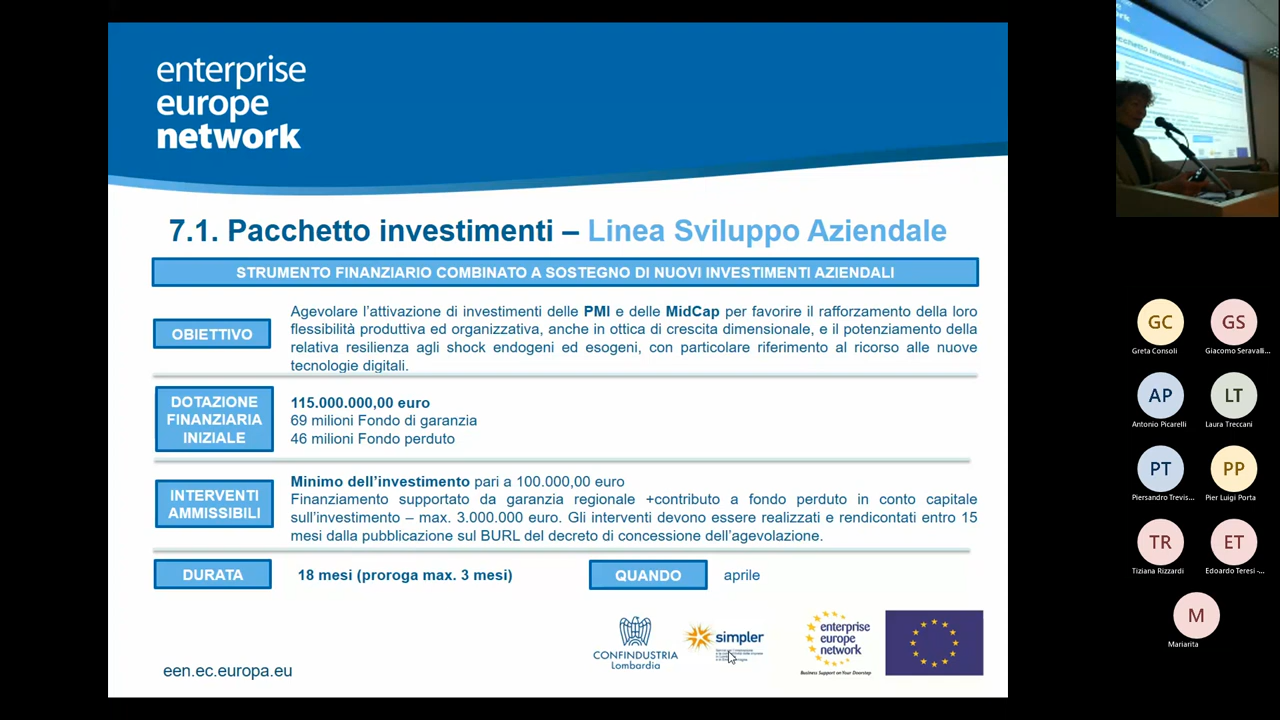 enterprise
europe
network
7.1. Pacchetto investimenti – Linea Sviluppo Aziendale
STRUMENTO FINANZIARIO COMBINATO A SOSTEGNO DI NUOVI INVESTIMENTI AZIENDALI
OBIETTIVO
Agevolare l'attivazione di investimenti delle PMI e delle MidCap per favorire il rafforzamento della loro
flessibilità produttiva ed organizzativa, anche in ottica di crescita dimensionale, e il potenziamento della
relativa resilienza agli shock endogeni ed esogeni, con particolare riferimento al ricorso alle nuove
tecnologie digitali.
DOTAZIONE
FINANZIARIA
INIZIALE
115.000.000,00 euro
69 milioni Fondo di garanzia
46 milioni Fondo perduto
INTERVENTI
AMMISSIBILI
Minimo dell'investimento pari a 100.000,00 euro
Finanziamento supportato da garanzia regionale +contributo a fondo perduto in conto capitale
sull'investimento – max. 3.000.000 euro. Gli interventi devono essere realizzati e rendicontati entro 15
mesi dalla pubblicazione sul BURL del decreto di concessione dell'agevolazione.
DURATA
18 mesi (proroga max. 3 mesi)
QUANDO
aprile
een.ec.europa.eu
CONFINDUSTRIA
Lombardia
simpler
enterprise
europe
network
Business Support on Your Doorstep
GC
Greta Consoli
GS
Giacomo Seravalli...
AP
Antonio Picarelli
LT
Laura Treccani
PT
Piersandro Trevis...
PP
Pier Luigi Porta
TR
Tiziana Rizzardi
ET
Edoardo Teresi -...
M
Mariarita